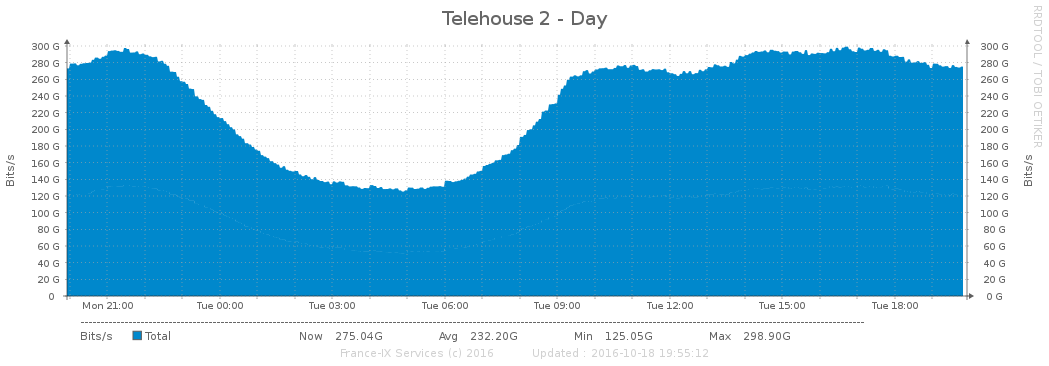 Telehouse 2 - Day
RRDTOOL / TOBI OETIKER
Bits/s
300 G
280 G
260 G
240 G
220 G
200 G
180 G
160 G
140 G
120 G
100 G
80 G
60 G
40 G
20 G
0
300 G
280 G
260 G
240 G
220 G
200 G
180 G
160 G
140 G
120 G
100 G
80 G
60 G
40 G
20 G
0 G
Bits/s
Mon 21:00 Tue 00:00 Tue 03:00 Tue 06:00 Tue 09:00 Tue 12:00 Tue 15:00 Tue 18:00
Bits/s Total Now 275.04G Avg 232.20G Min 125.05G Max 298.90G
France-IX Services (c) 2016 Updated : 2016-10-18 19:55:12